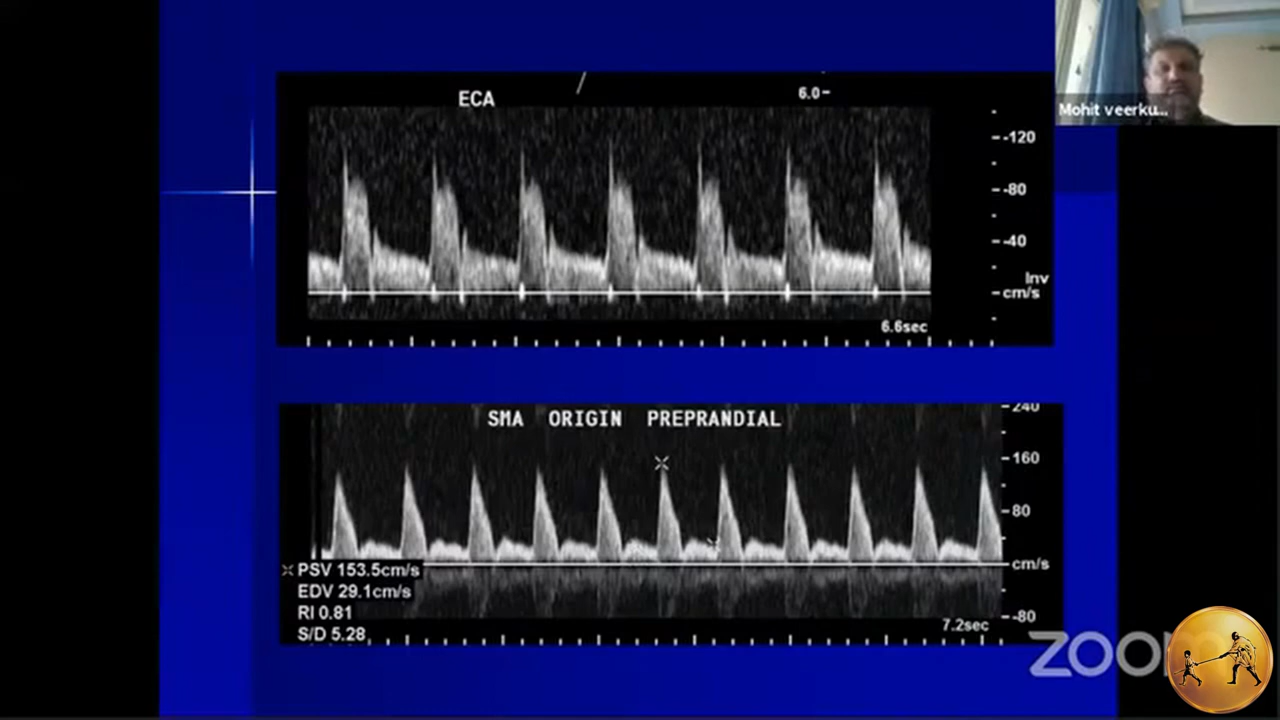 ECA
6.0-
Mohit veerku...
-120
-80
-40
Inv
cm/s
6.6sec
SMA ORIGIN PREPRANDIAL
240
160
80
cm/s
-80
PSV 153.5cm/s
EDV 29.1cm/s
RI 0.81
S/D 5.28
7.2sec
ZOOM